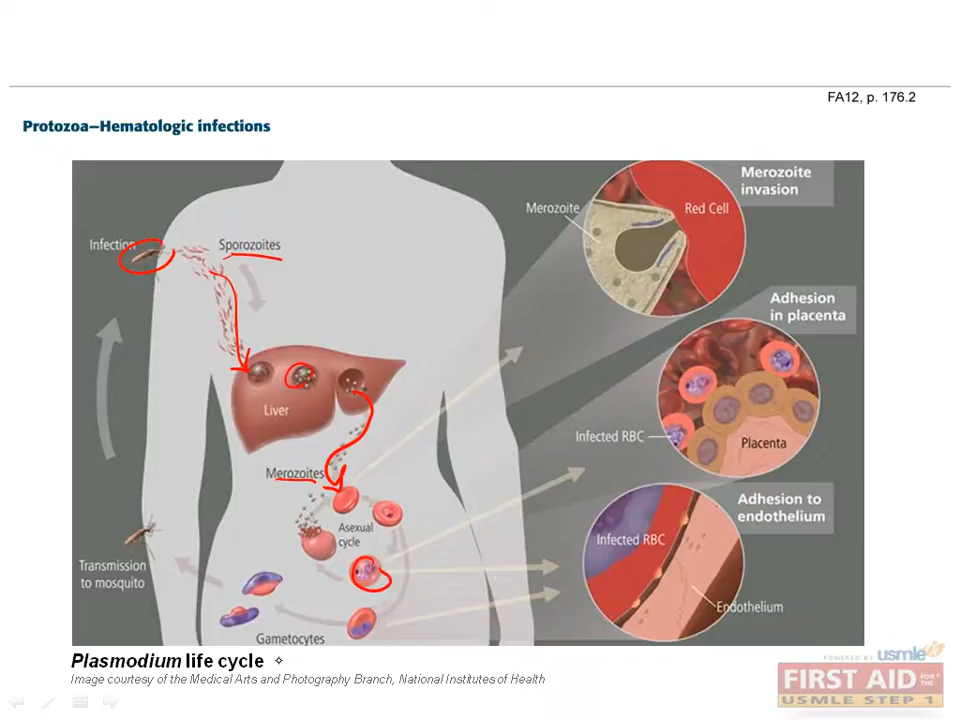 FA12, p. 176.2
Protozoa—Hematologic infections
Merozoite
invasion
Merozoite
Red Cell
Infection
Sporozoites
Adhesion
in placenta
Liver
Infected RBC
Placenta
Merozoites
Adhesion to
endothelium
Asexual
cycle
Infected RBC
Transmission
to mosquito
Endothelium
Gametocytes
Plasmodium life cycle ✧
Image courtesy of the Medical Arts and Photography Branch, National Institutes of Health
POWERED BY usmlerx
FIRST AID FOR THE®
USMLE STEP 1